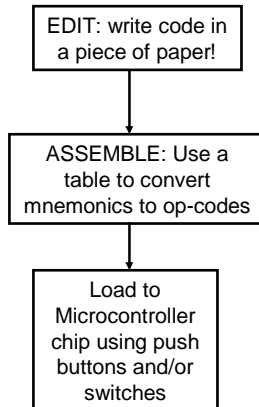 EDIT: write code in
a piece of paper!
ASSEMBLE: Use a
table to convert
mnemonics to op-codes
Load to
Microcontroller
chip using push
buttons and/or
switches